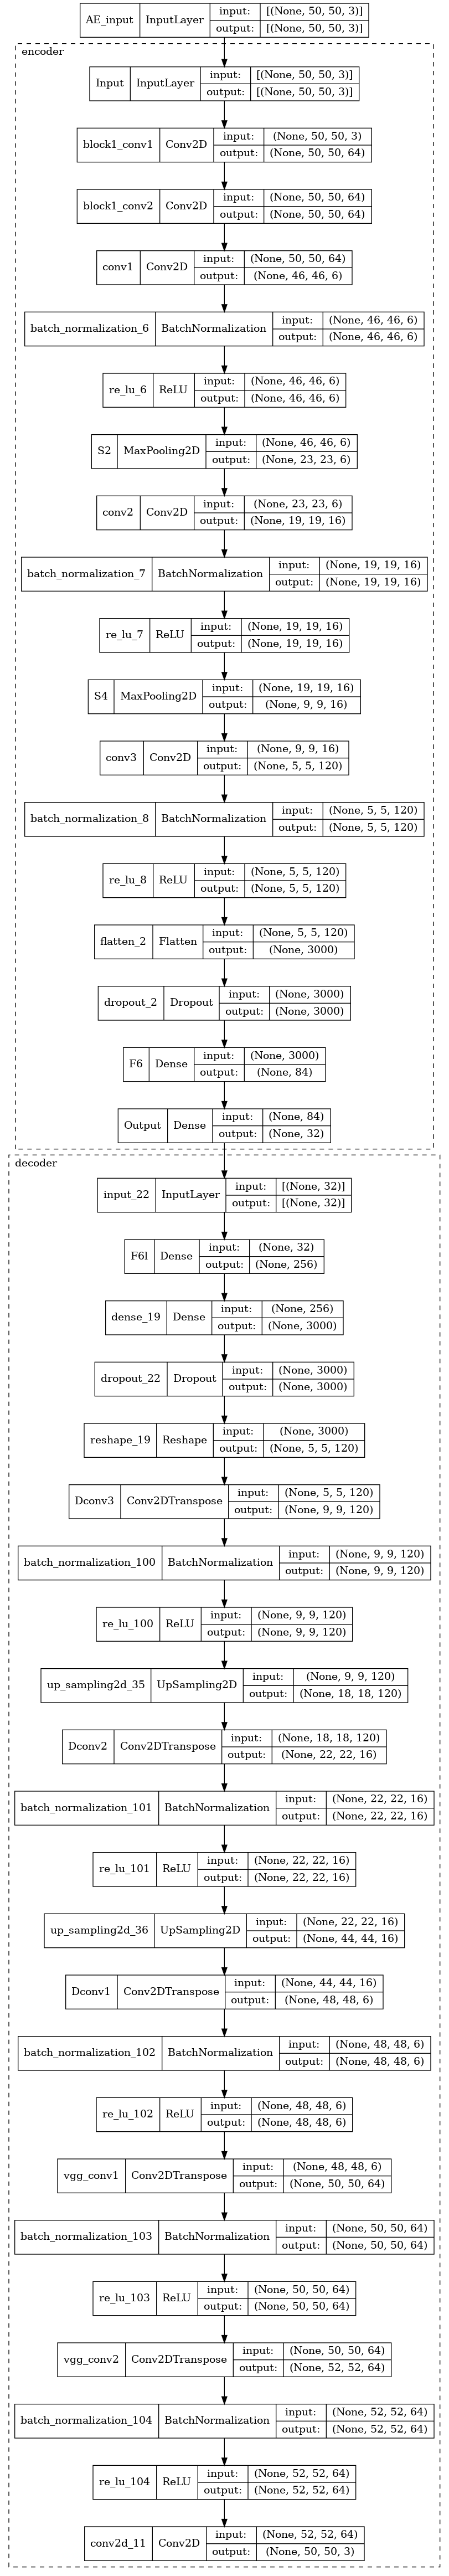 AE_input InputLayer input: [(None, 50, 50, 3)]
output: [(None, 50, 50, 3)]
encoder
Input InputLayer input: [(None, 50, 50, 3)]
output: [(None, 50, 50, 3)]
block1_conv1 Conv2D input: (None, 50, 50, 3)
output: (None, 50, 50, 64)
block1_conv2 Conv2D input: (None, 50, 50, 64)
output: (None, 50, 50, 64)
conv1 Conv2D input: (None, 50, 50, 64)
output: (None, 46, 46, 6)
batch_normalization_6 BatchNormalization input: (None, 46, 46, 6)
output: (None, 46, 46, 6)
re_lu_6 ReLU input: (None, 46, 46, 6)
output: (None, 46, 46, 6)
S2 MaxPooling2D input: (None, 46, 46, 6)
output: (None, 23, 23, 6)
conv2 Conv2D input: (None, 23, 23, 6)
output: (None, 19, 19, 16)
batch_normalization_7 BatchNormalization input: (None, 19, 19, 16)
output: (None, 19, 19, 16)
re_lu_7 ReLU input: (None, 19, 19, 16)
output: (None, 19, 19, 16)
S4 MaxPooling2D input: (None, 19, 19, 16)
output: (None, 9, 9, 16)
conv3 Conv2D input: (None, 9, 9, 16)
output: (None, 5, 5, 120)
batch_normalization_8 BatchNormalization input: (None, 5, 5, 120)
output: (None, 5, 5, 120)
re_lu_8 ReLU input: (None, 5, 5, 120)
output: (None, 5, 5, 120)
flatten_2 Flatten input: (None, 5, 5, 120)
output: (None, 3000)
dropout_2 Dropout input: (None, 3000)
output: (None, 3000)
F6 Dense input: (None, 3000)
output: (None, 84)
Output Dense input: (None, 84)
output: (None, 32)
decoder
input_22 InputLayer input: [(None, 32)]
output: [(None, 32)]
F6l Dense input: (None, 32)
output: (None, 256)
dense_19 Dense input: (None, 256)
output: (None, 3000)
dropout_22 Dropout input: (None, 3000)
output: (None, 3000)
reshape_19 Reshape input: (None, 3000)
output: (None, 5, 5, 120)
Dconv3 Conv2DTranspose input: (None, 5, 5, 120)
output: (None, 9, 9, 120)
batch_normalization_100 BatchNormalization input: (None, 9, 9, 120)
output: (None, 9, 9, 120)
re_lu_100 ReLU input: (None, 9, 9, 120)
output: (None, 9, 9, 120)
up_sampling2d_35 UpSampling2D input: (None, 9, 9, 120)
output: (None, 18, 18, 120)
Dconv2 Conv2DTranspose input: (None, 18, 18, 120)
output: (None, 22, 22, 16)
batch_normalization_101 BatchNormalization input: (None, 22, 22, 16)
output: (None, 22, 22, 16)
re_lu_101 ReLU input: (None, 22, 22, 16)
output: (None, 22, 22, 16)
up_sampling2d_36 UpSampling2D input: (None, 22, 22, 16)
output: (None, 44, 44, 16)
Dconv1 Conv2DTranspose input: (None, 44, 44, 16)
output: (None, 48, 48, 6)
batch_normalization_102 BatchNormalization input: (None, 48, 48, 6)
output: (None, 48, 48, 6)
re_lu_102 ReLU input: (None, 48, 48, 6)
output: (None, 48, 48, 6)
vgg_conv1 Conv2DTranspose input: (None, 48, 48, 6)
output: (None, 50, 50, 64)
batch_normalization_103 BatchNormalization input: (None, 50, 50, 64)
output: (None, 50, 50, 64)
re_lu_103 ReLU input: (None, 50, 50, 64)
output: (None, 50, 50, 64)
vgg_conv2 Conv2DTranspose input: (None, 50, 50, 64)
output: (None, 52, 52, 64)
batch_normalization_104 BatchNormalization input: (None, 52, 52, 64)
output: (None, 52, 52, 64)
re_lu_104 ReLU input: (None, 52, 52, 64)
output: (None, 52, 52, 64)
conv2d_11 Conv2D input: (None, 52, 52, 64)
output: (None, 50, 50, 3)